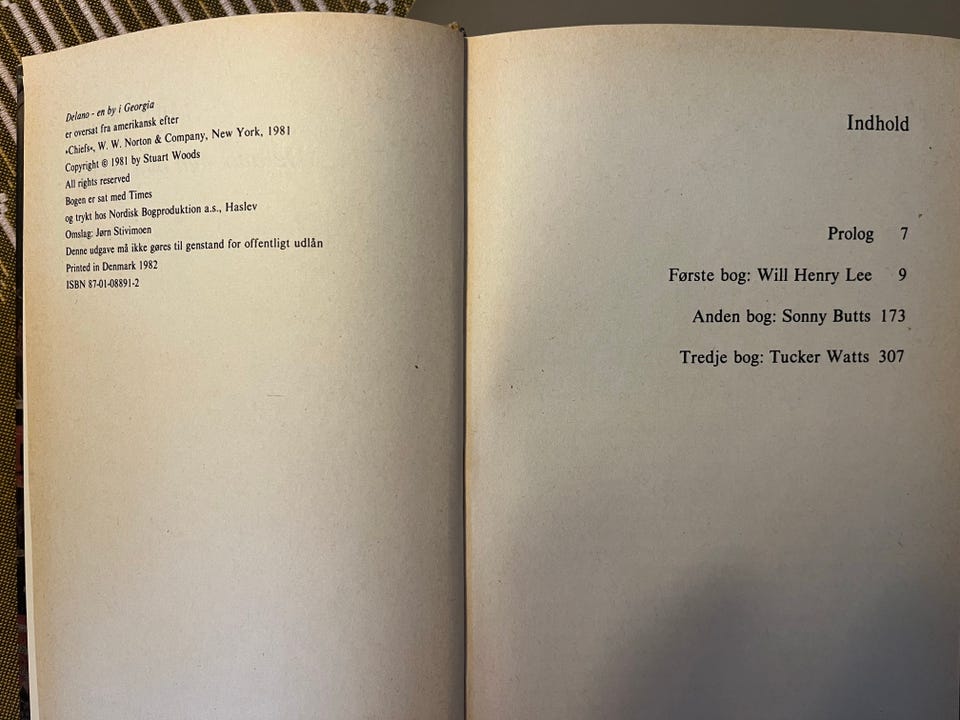 Delano - en by i Georgia
er oversat fra amerikansk efter
»Chiefs«, W. W. Norton & Company, New York, 1981
Copyright © 1981 by Stuart Woods
All rights reserved
Bogen er sat med Times
og trykt hos Nordisk Bogproduktion a.s., Haslev
Omslag: Jørn Stivimoen
Denne udgave må ikke gøres til genstand for offentligt udlån
Printed in Denmark 1982
ISBN 87-01-08891-2
Indhold
Prolog 7
Første bog: Will Henry Lee 9
Anden bog: Sonny Butts 173
Tredje bog: Tucker Watts 307